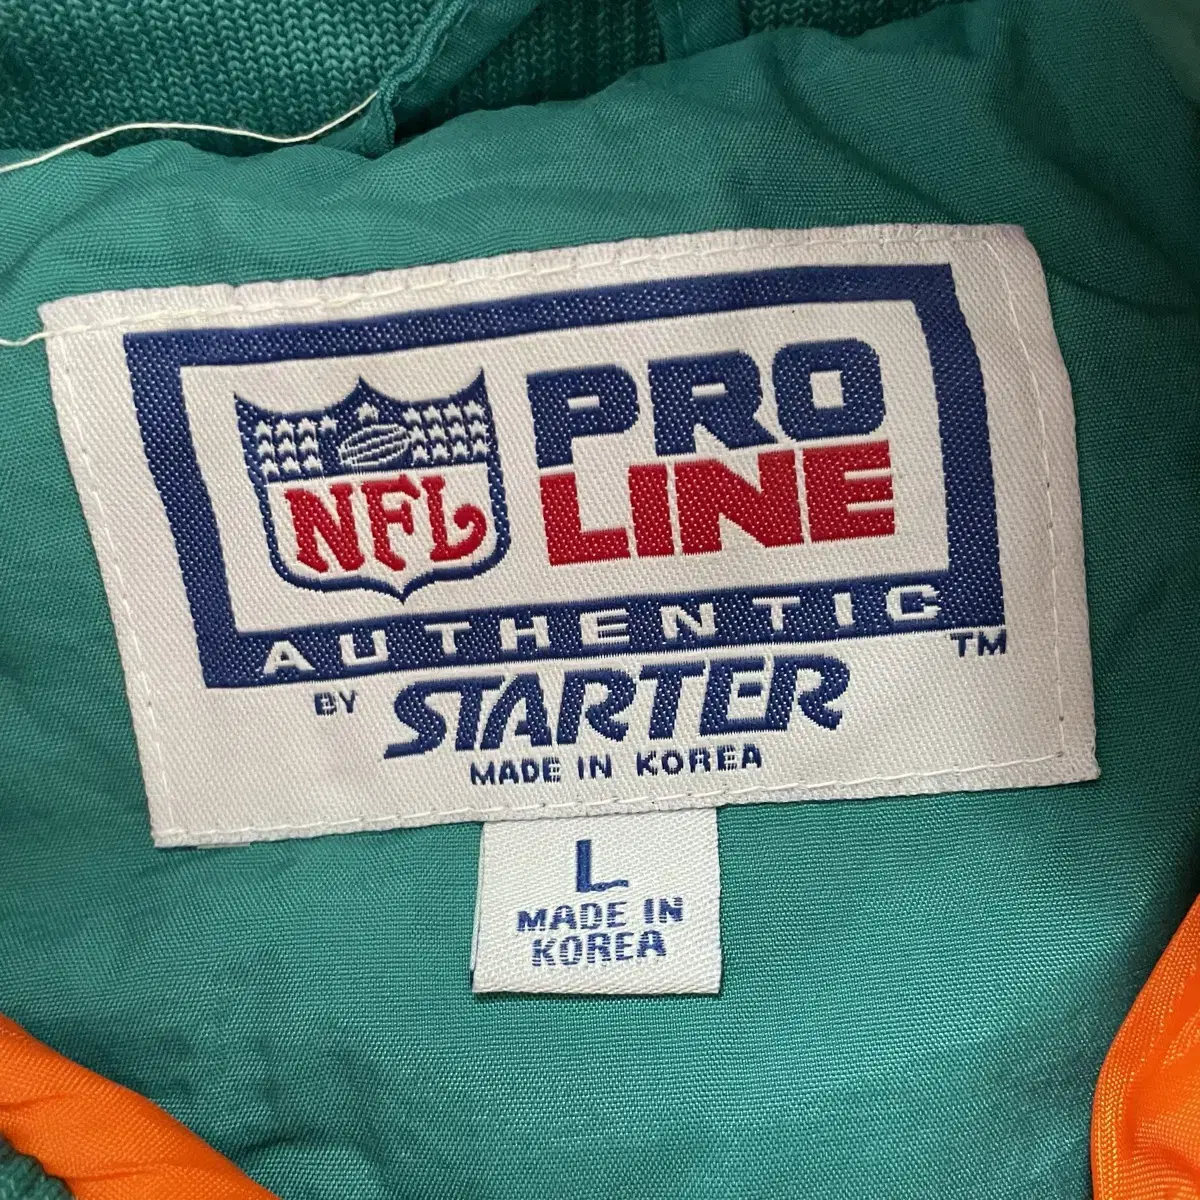 NFL
PRO
LINE
AUTHENTIC
TM
BY STARTER
MADE IN KOREA
L
MADE IN
KOREA